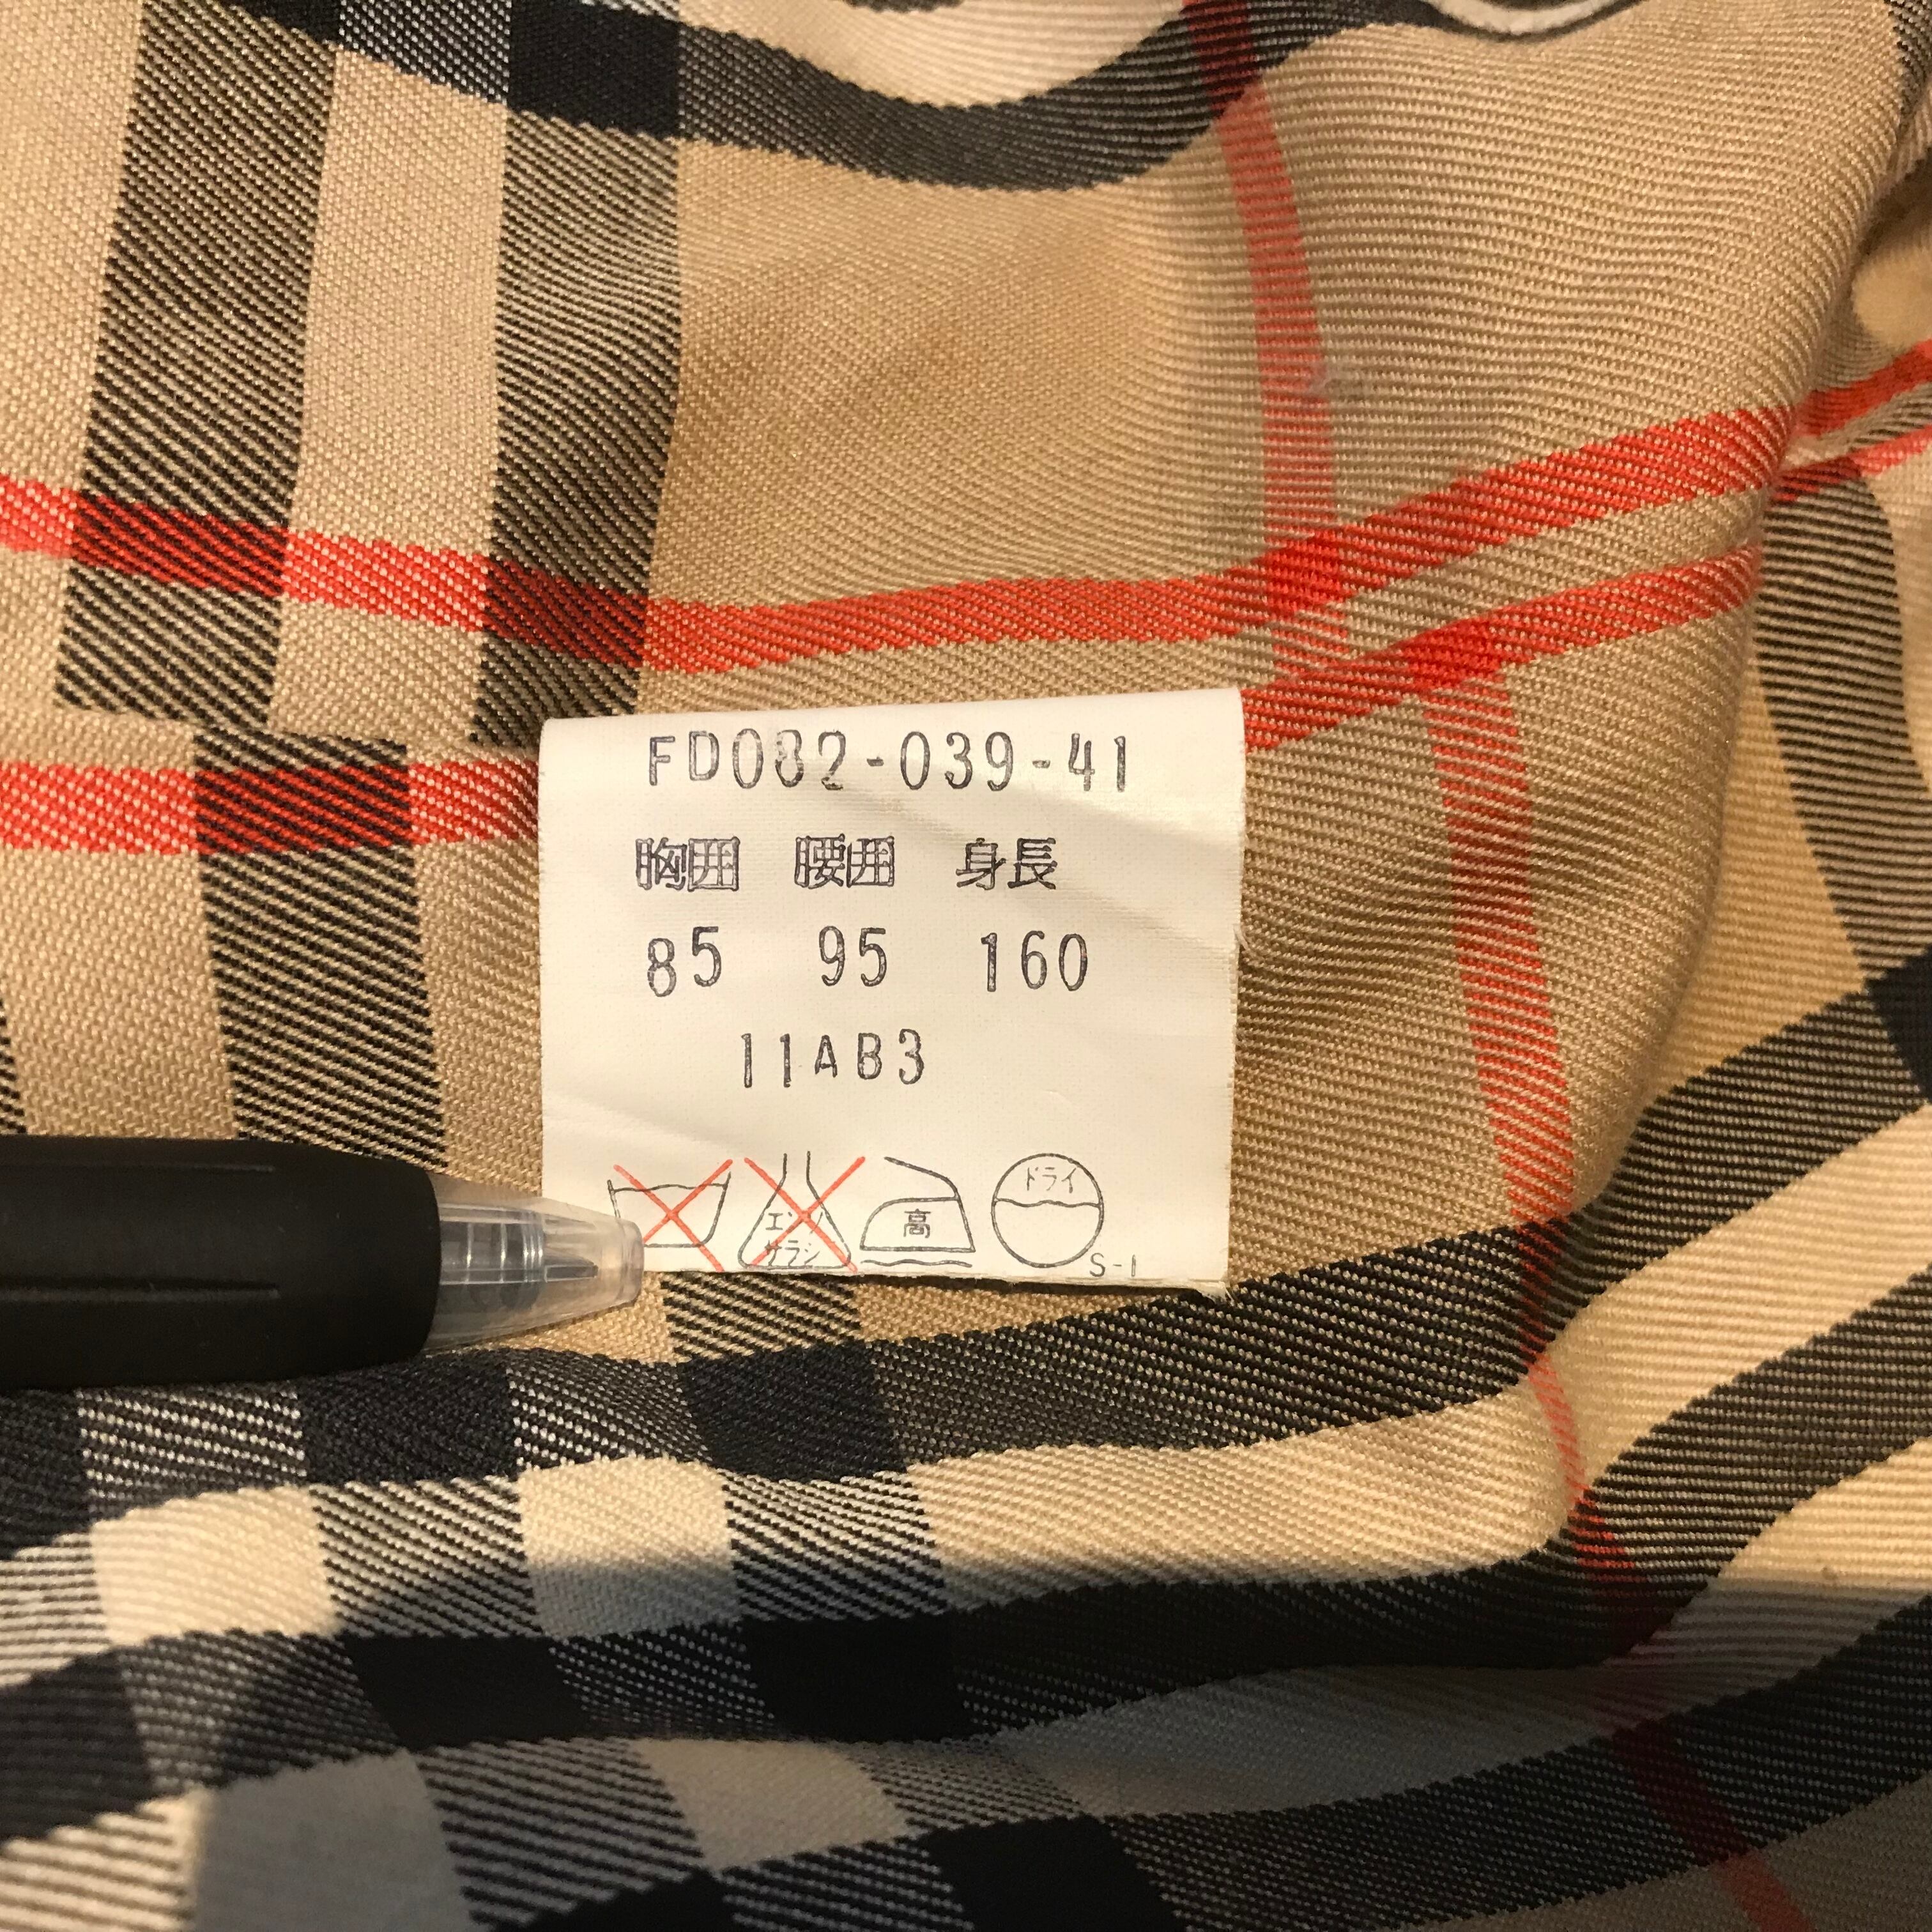 FD032-039-41
胸囲 腰囲 身長
85 95 160
11AB3
エンソ サラシ 高 ドライ
S-1